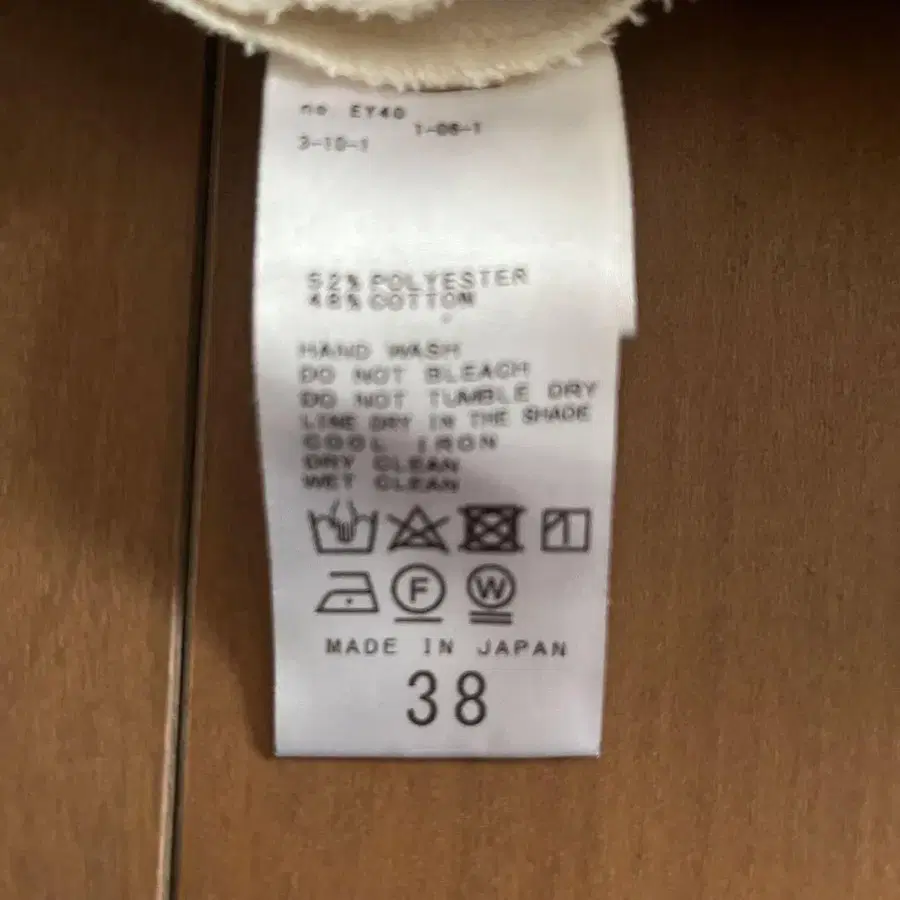 no. EY40
1-06-1
3-10-1
52% POLYESTER
48% COTTON
HAND WASH
DO NOT BLEACH
DO NOT TUMBLE DRY
LINE DRY IN THE SHADE
COOL IRON
DRY CLEAN
WET CLEAN
F W
MADE IN JAPAN
38